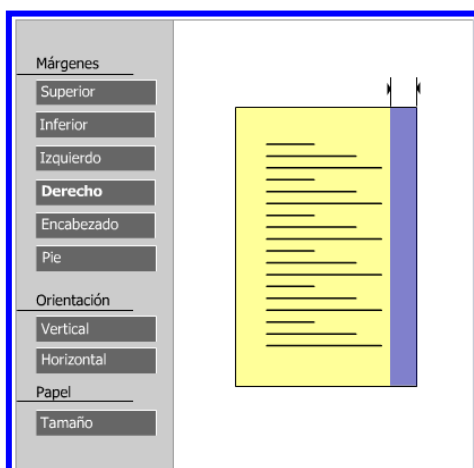 Márgenes
Superior
Inferior
Izquierdo
Derecho
Encabezado
Pie
Orientación
Vertical
Horizontal
Papel
Tamaño